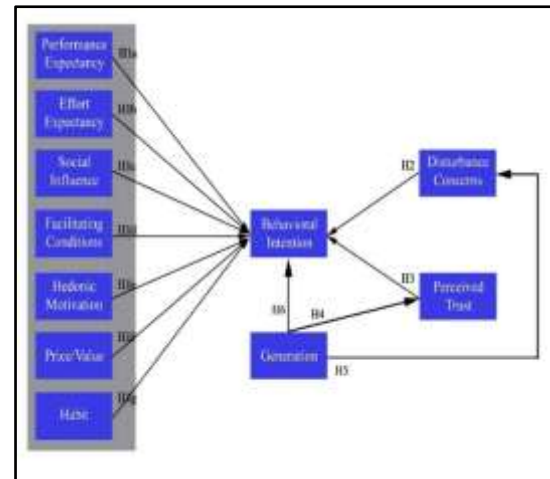 Performance
Expectancy
H1a
Effort
Expectancy
H1b
Social
Influence
H1c
Facilitating
Conditions
H1d
Hedonic
Motivation
H1e
Price/Value
H1f
Habit
H1g
Behavioral
Intention
H2
Disturbance
Concerns
H3
Perceived
Trust
H6
H4
Generation
H5